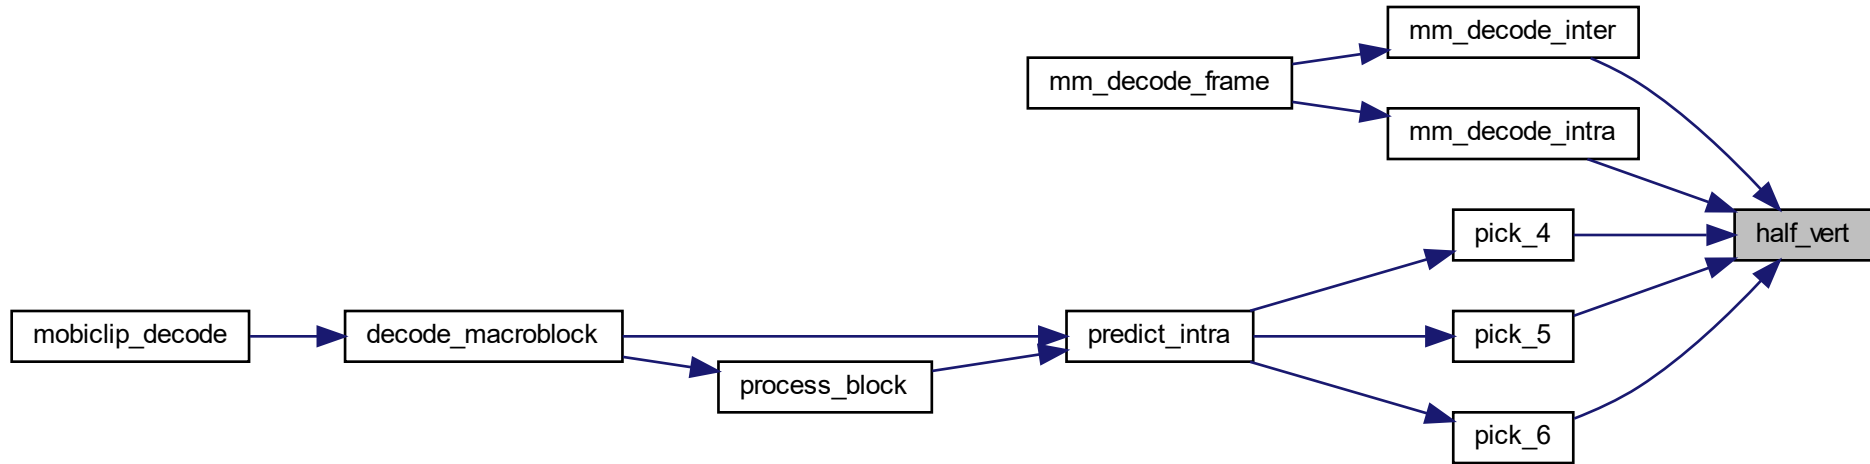 mm_decode_inter
mm_decode_frame
mm_decode_intra
pick_4
half_vert
mobiclip_decode
decode_macroblock
predict_intra
pick_5
process_block
pick_6